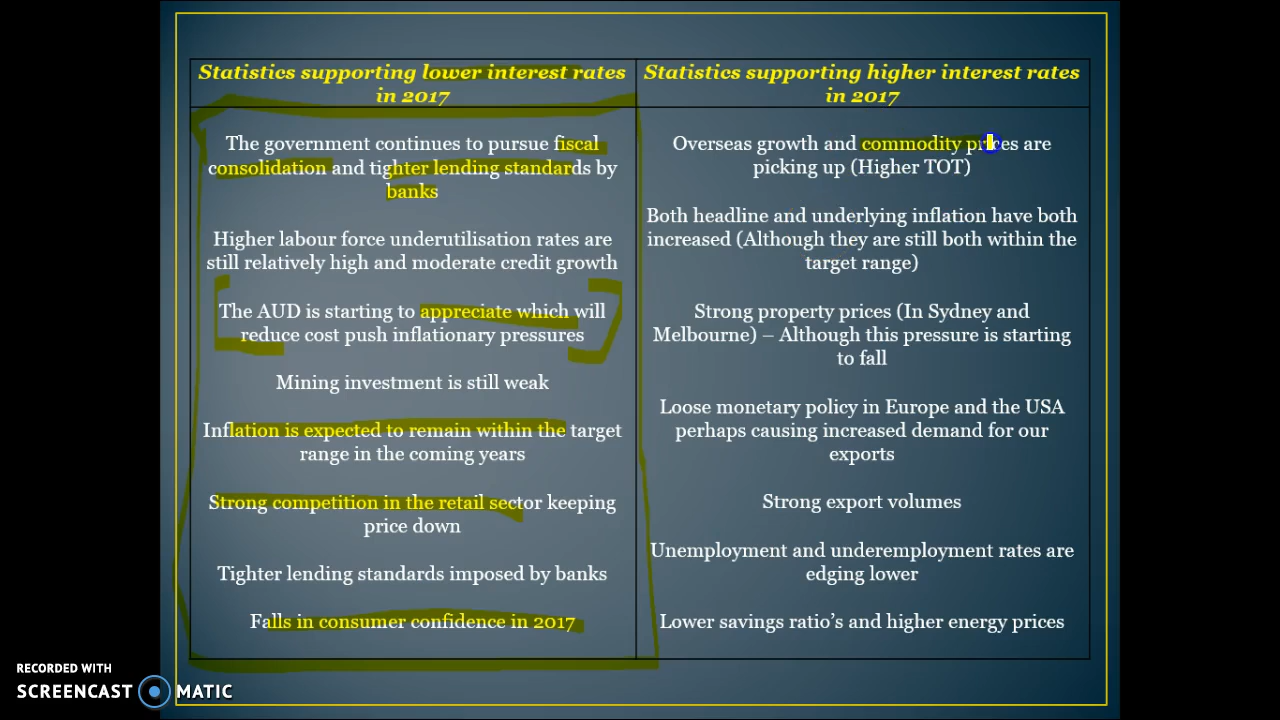 Statistics supporting lower interest rates
in 2017
The government continues to pursue fiscal
consolidation and tighter lending standards by
banks
Higher labour force underutilisation rates are
still relatively high and moderate credit growth
The AUD is starting to appreciate which will
reduce cost push inflationary pressures
Mining investment is still weak
Inflation is expected to remain within the target
range in the coming years
Strong competition in the retail sector keeping
price down
Tighter lending standards imposed by banks
Falls in consumer confidence in 2017
Statistics supporting higher interest rates
in 2017
Overseas growth and commodity prices are
picking up (Higher TOT)
Both headline and underlying inflation have both
increased (Although they are still both within the
target range)
Strong property prices (In Sydney and
Melbourne) – Although this pressure is starting
to fall
Loose monetary policy in Europe and the USA
perhaps causing increased demand for our
exports
Strong export volumes
Unemployment and underemployment rates are
edging lower
Lower savings ratio’s and higher energy prices
RECORDED WITH
SCREENCAST MATIC